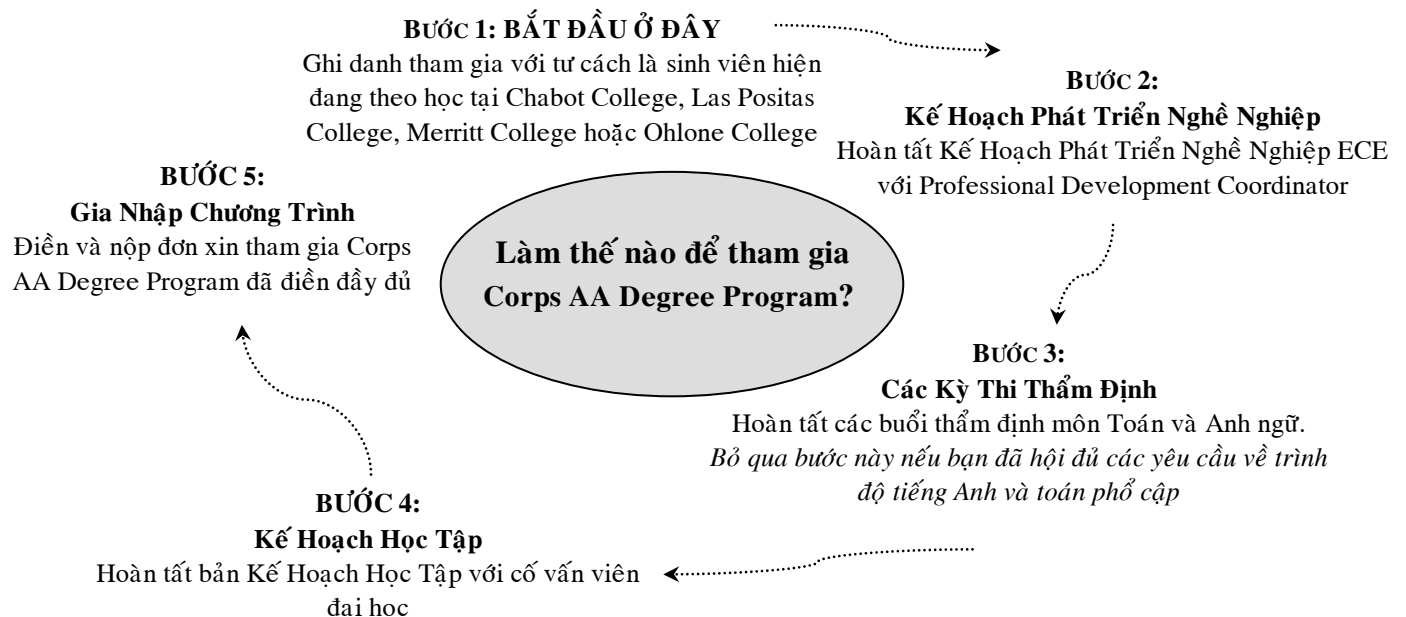 BƯỚC 1: BẮT ĐẦU Ở ĐÂY
Ghi danh tham gia với tư cách là sinh viên hiện
đang theo học tại Chabot College, Las Positas
College, Merritt College hoặc Ohlone College
BƯỚC 2:
Kế Hoạch Phát Triển Nghề Nghiệp
Hoàn tất Kế Hoạch Phát Triển Nghề Nghiệp ECE
với Professional Development Coordinator
Làm thế nào để tham gia
Corps AA Degree Program?
BƯỚC 3:
Các Kỳ Thi Thẩm Định
Hoàn tất các buổi thẩm định môn Toán và Anh ngữ.
Bỏ qua bước này nếu bạn đã hội đủ các yêu cầu về trình
độ tiếng Anh và toán phổ cập
BƯỚC 4:
Kế Hoạch Học Tập
Hoàn tất bản Kế Hoạch Học Tập với cố vấn viên
đai hoc
BƯỚC 5:
Gia Nhập Chương Trình
Điền và nộp đơn xin tham gia Corps
AA Degree Program đã điền đầy đủ